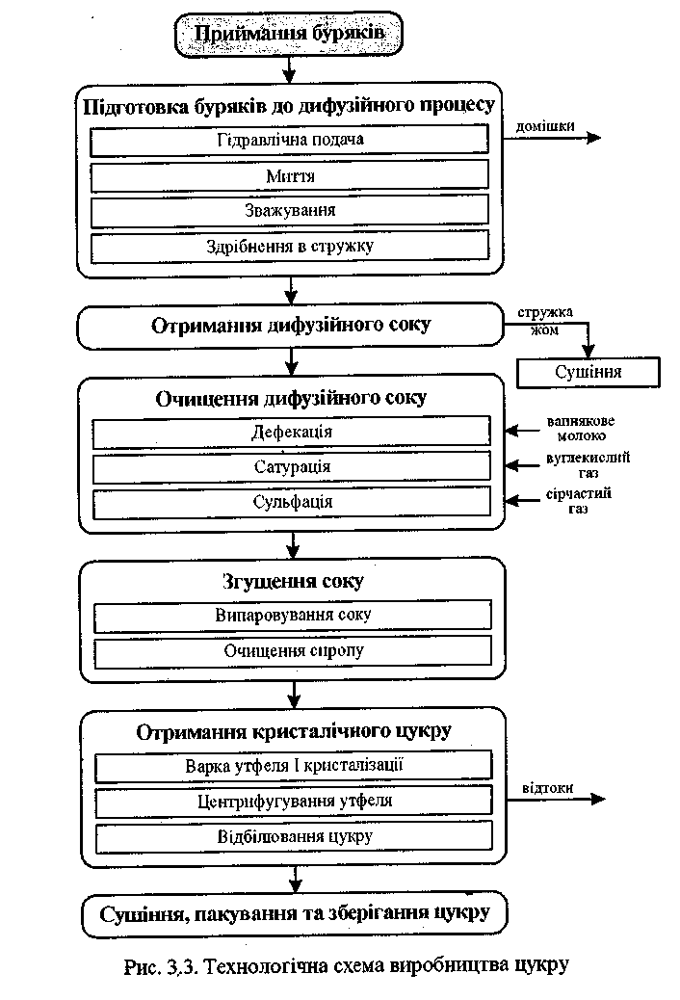 Приймання буряків
Підготовка буряків до дифузійного процесу
Гідравлічна подача
домішки
Миття
Зважування
Здрібнення в стружку
Отримання дифузійного соку
стружка
жом
Сушіння
Очищення дифузійного соку
Дефекація
вапнякове
молоко
Сатурація
вуглекислий
газ
Сульфація
сірчастий
газ
Згущення соку
Випаровування соку
Очищення сиропу
Отримання кристалічного цукру
Варка утфеля І кристалізації
Центрифугування утфеля
відтоки
Відбілювання цукру
Сушіння, пакування та зберігання цукру
Рис. 3.3. Технологічна схема виробництва цукру